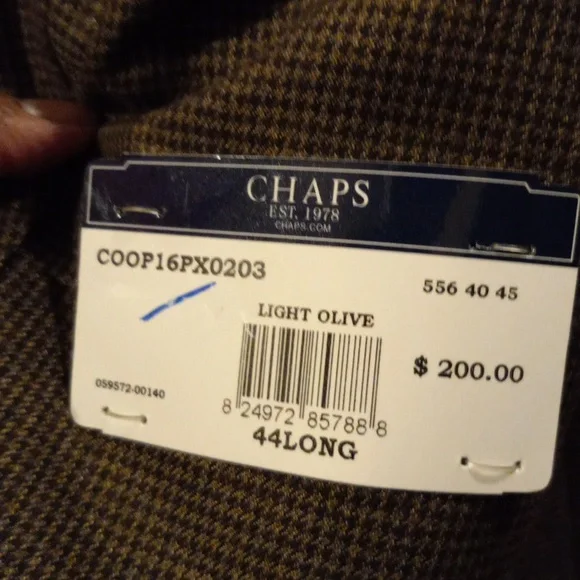 CHAPS
EST. 1978
CHAPS.COM
COOP16PX0203
556 40 45
LIGHT OLIVE
$ 200.00
059572-00140
8 24972 85788 8
44LONG